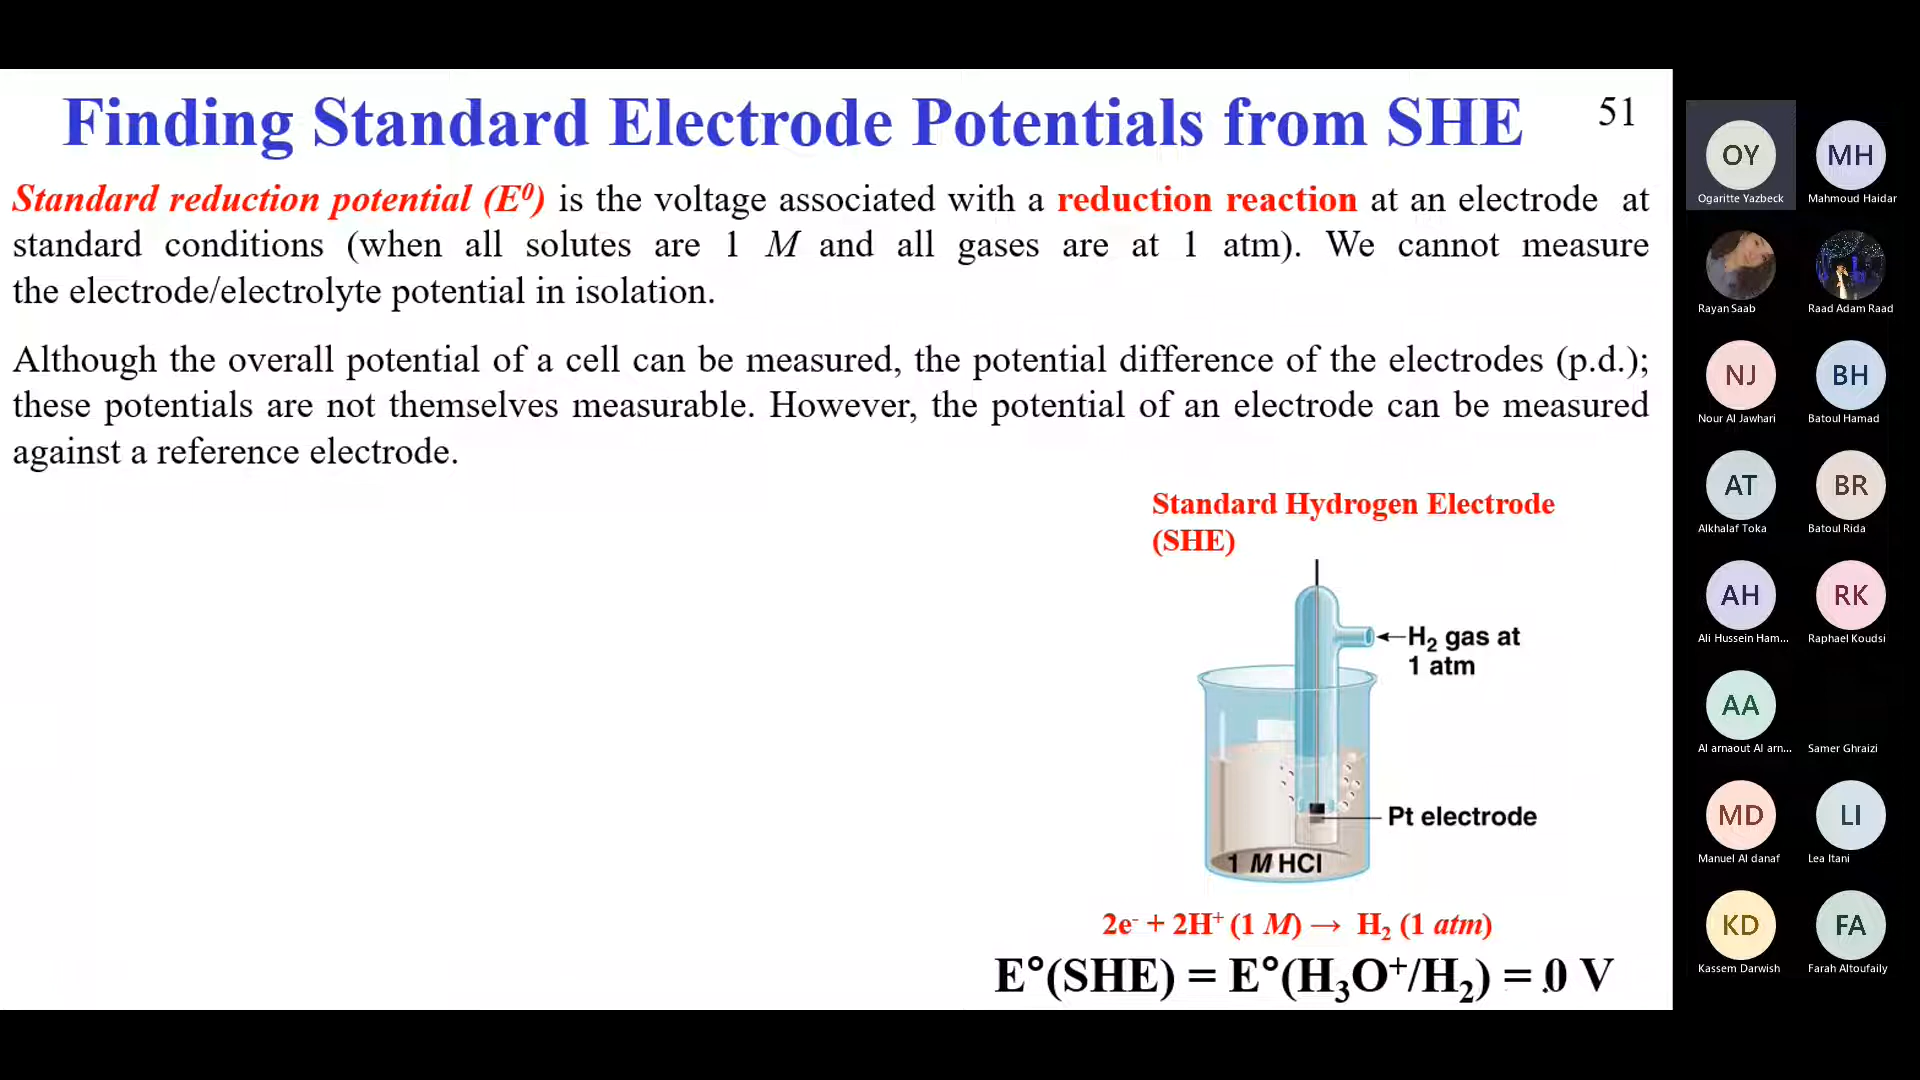 Finding Standard Electrode Potentials from SHE
51
Standard reduction potential (E⁰) is the voltage associated with a reduction reaction at an electrode at
standard conditions (when all solutes are 1 M and all gases are at 1 atm). We cannot measure
the electrode/electrolyte potential in isolation.
Although the overall potential of a cell can be measured, the potential difference of the electrodes (p.d.);
these potentials are not themselves measurable. However, the potential of an electrode can be measured
against a reference electrode.
Standard Hydrogen Electrode
(SHE)
H₂ gas at
1 atm
Pt electrode
1 M HCl
2e⁻ + 2H⁺ (1 M) → H₂ (1 atm)
E°(SHE) = E°(H₃O⁺/H₂) = 0 V
OY
MH
Ogaritte Yazbeck
Mahmoud Haidar
Rayan Saab
Raad Adam Raad
NJ
BH
Nour Al Jawhari
Batoul Hamad
AT
BR
Alkhalaf Toka
Batoul Rida
AH
RK
Ali Hussein Ham...
Raphael Koudsi
AA
Al arnaout Al arn...
Samer Ghraizi
MD
LI
Manuel Al danaf
Lea Itani
KD
FA
Kassem Darwish
Farah Altoufaily